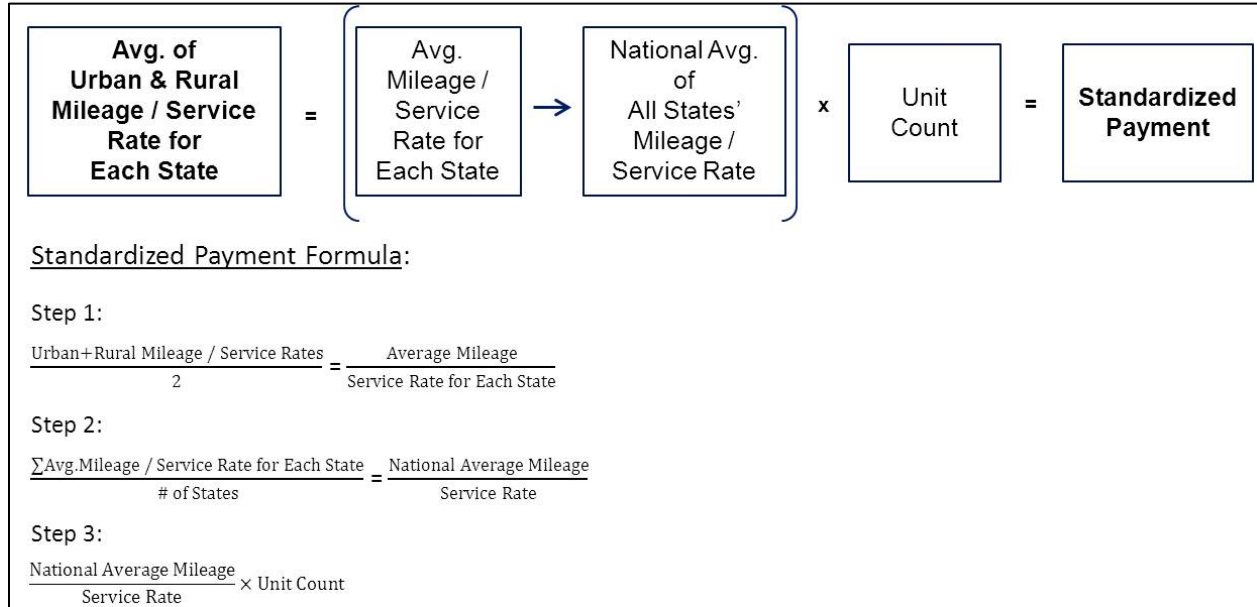 Avg. of
Urban & Rural
Mileage / Service
Rate for
Each State
=
Avg.
Mileage /
Service
Rate for
Each State
→
National Avg.
of
All States’
Mileage /
Service Rate
x
Unit
Count
=
Standardized
Payment
Standardized Payment Formula:
Step 1:
Urban+Rural Mileage / Service Rates
2
=
Average Mileage
Service Rate for Each State
Step 2:
∑Avg.Mileage / Service Rate for Each State
# of States
=
National Average Mileage
Service Rate
Step 3:
National Average Mileage
Service Rate
× Unit Count